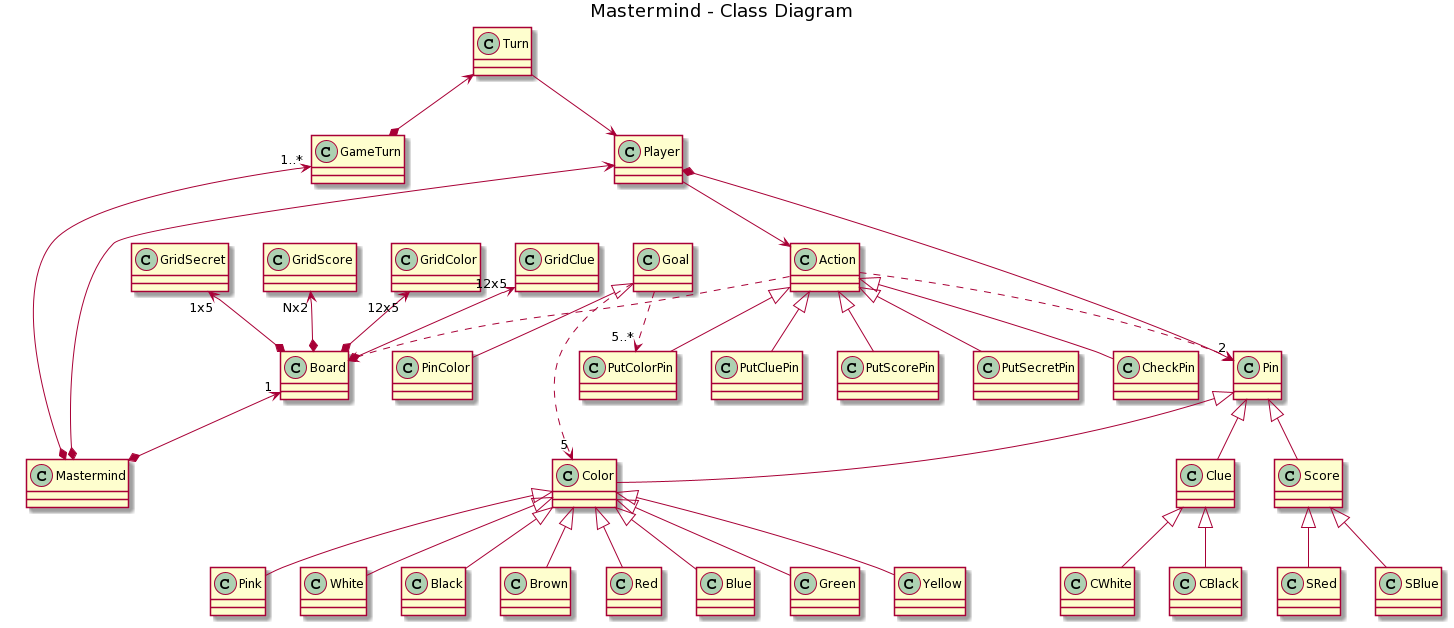 Mastermind - Class Diagram
C Turn
C GameTurn
C Player
1..*
C GridSecret
C GridScore
C GridColor
C GridClue
C Goal
C Action
1x5
Nx2
12x5
12x5
5..*
2
C Board
C PinColor
C PutColorPin
C PutCluePin
C PutScorePin
C PutSecretPin
C CheckPin
C Pin
1
5
C Mastermind
C Color
C Clue
C Score
C Pink
C White
C Black
C Brown
C Red
C Blue
C Green
C Yellow
C CWhite
C CBlack
C SRed
C SBlue